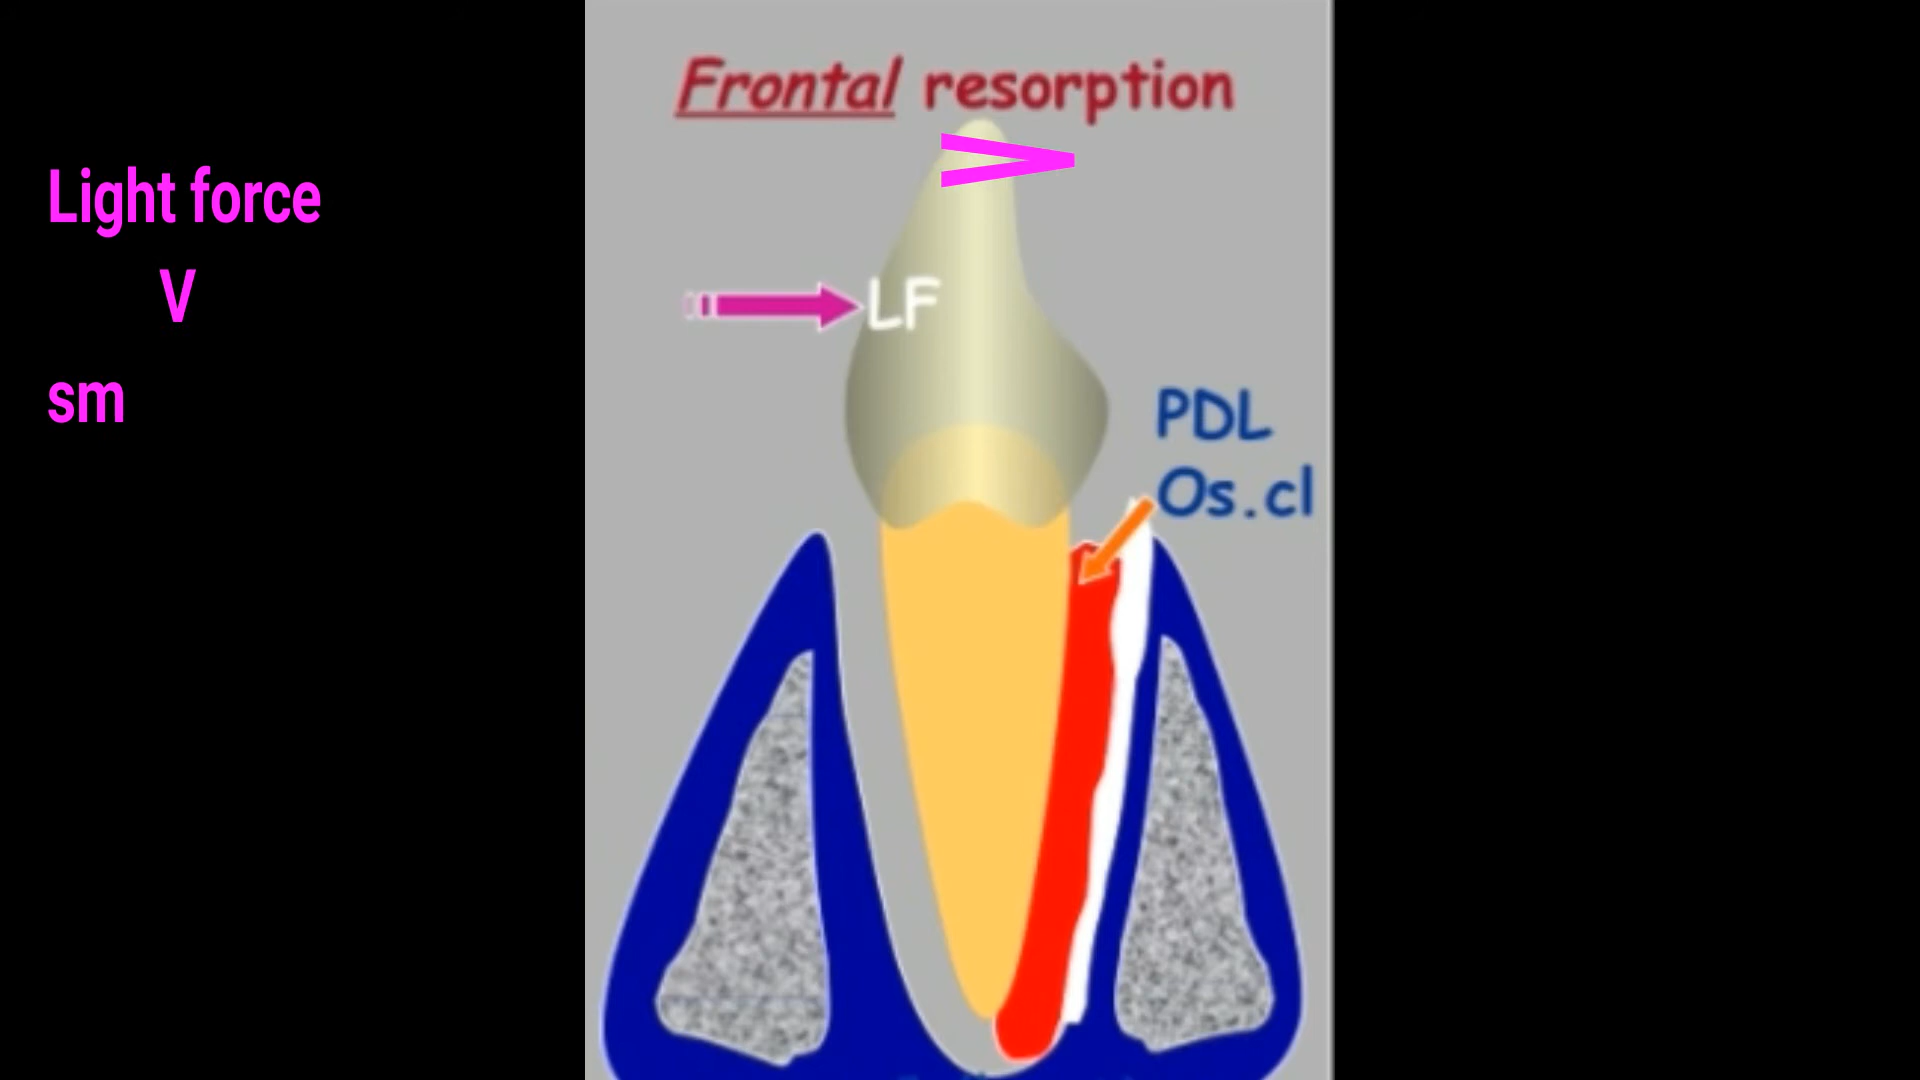 Frontal resorption
Light force
V
sm
>
LF
PDL
Os.cl